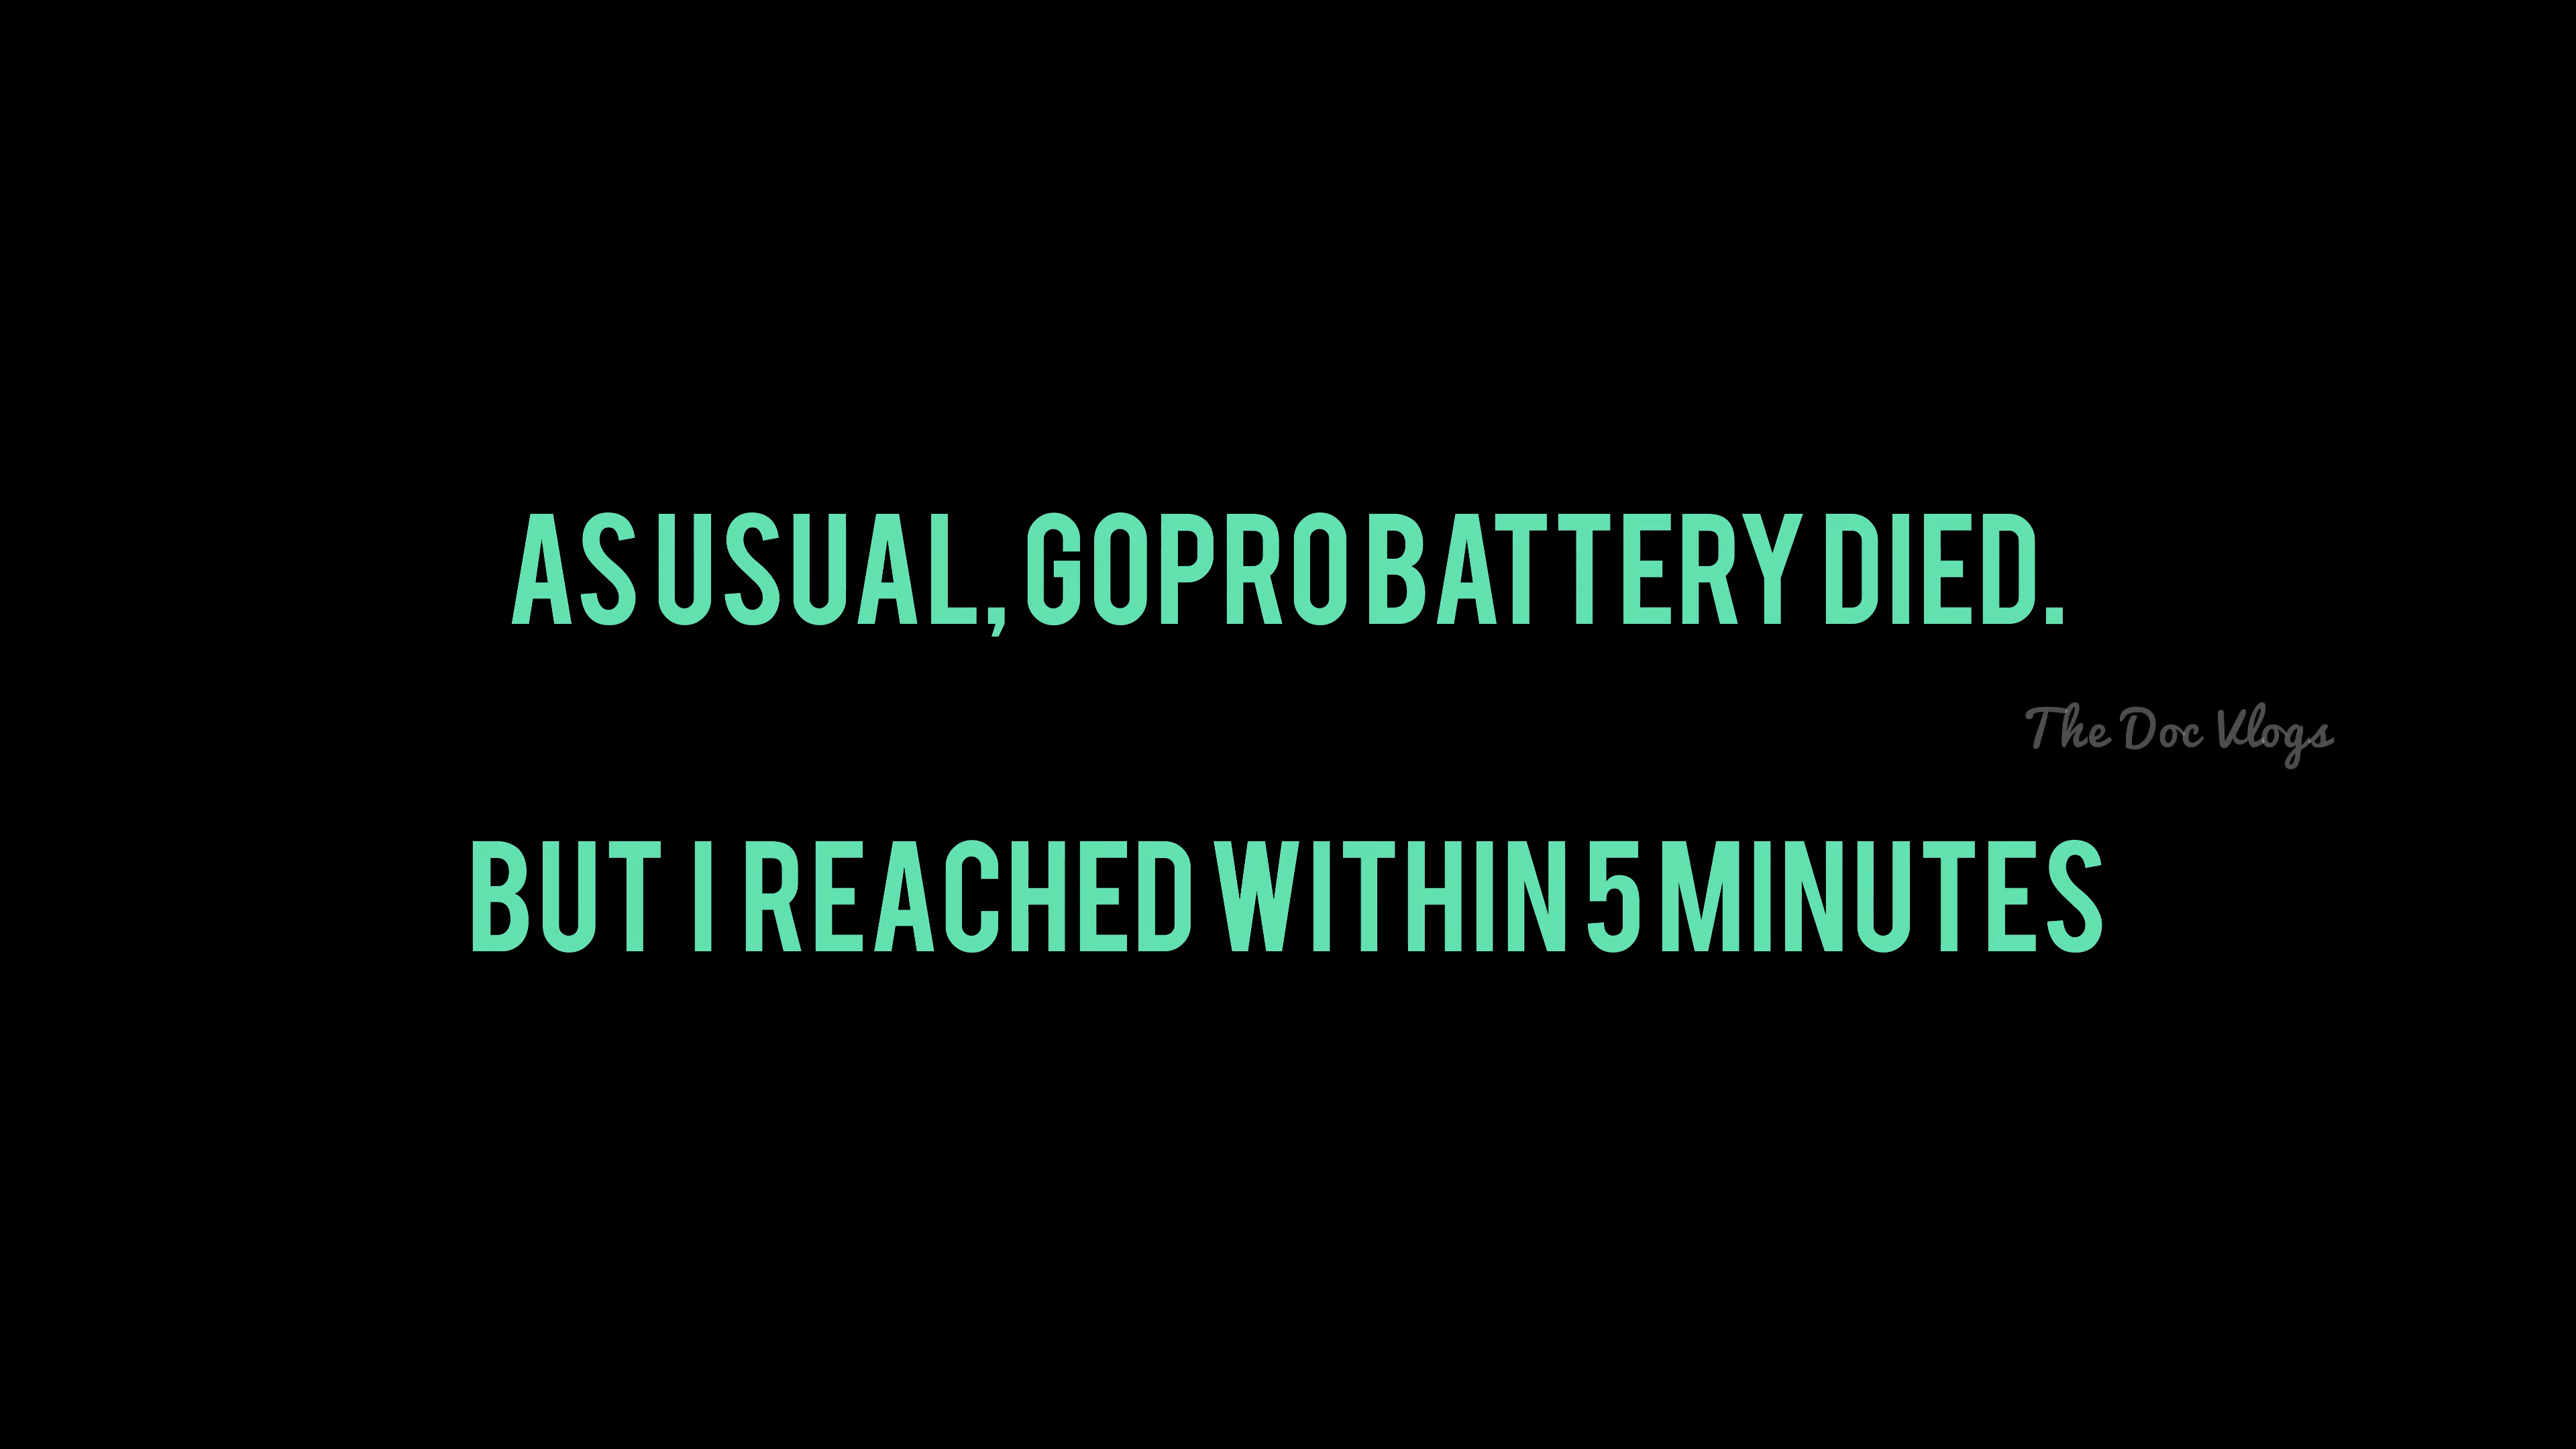 AS USUAL, GOPRO BATTERY DIED.
The Doc Vlogs
BUT I REACHED WITHIN 5 MINUTES